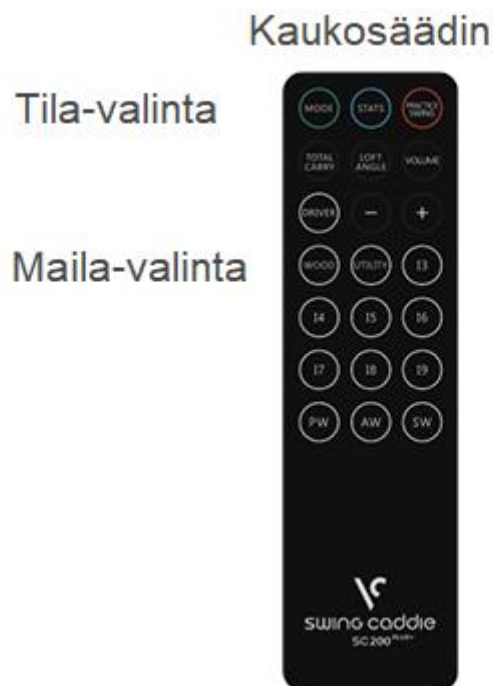 Kaukosäädin
Tila-valinta
MODE STATS PRACTICE SWING
TOTAL CARRY LOFT ANGLE VOLUME
DRIVER − +
Maila-valinta
WOOD UTILITY I3
I4 I5 I6
I7 I8 I9
PW AW SW
swing caddie
SC200 PLUS+